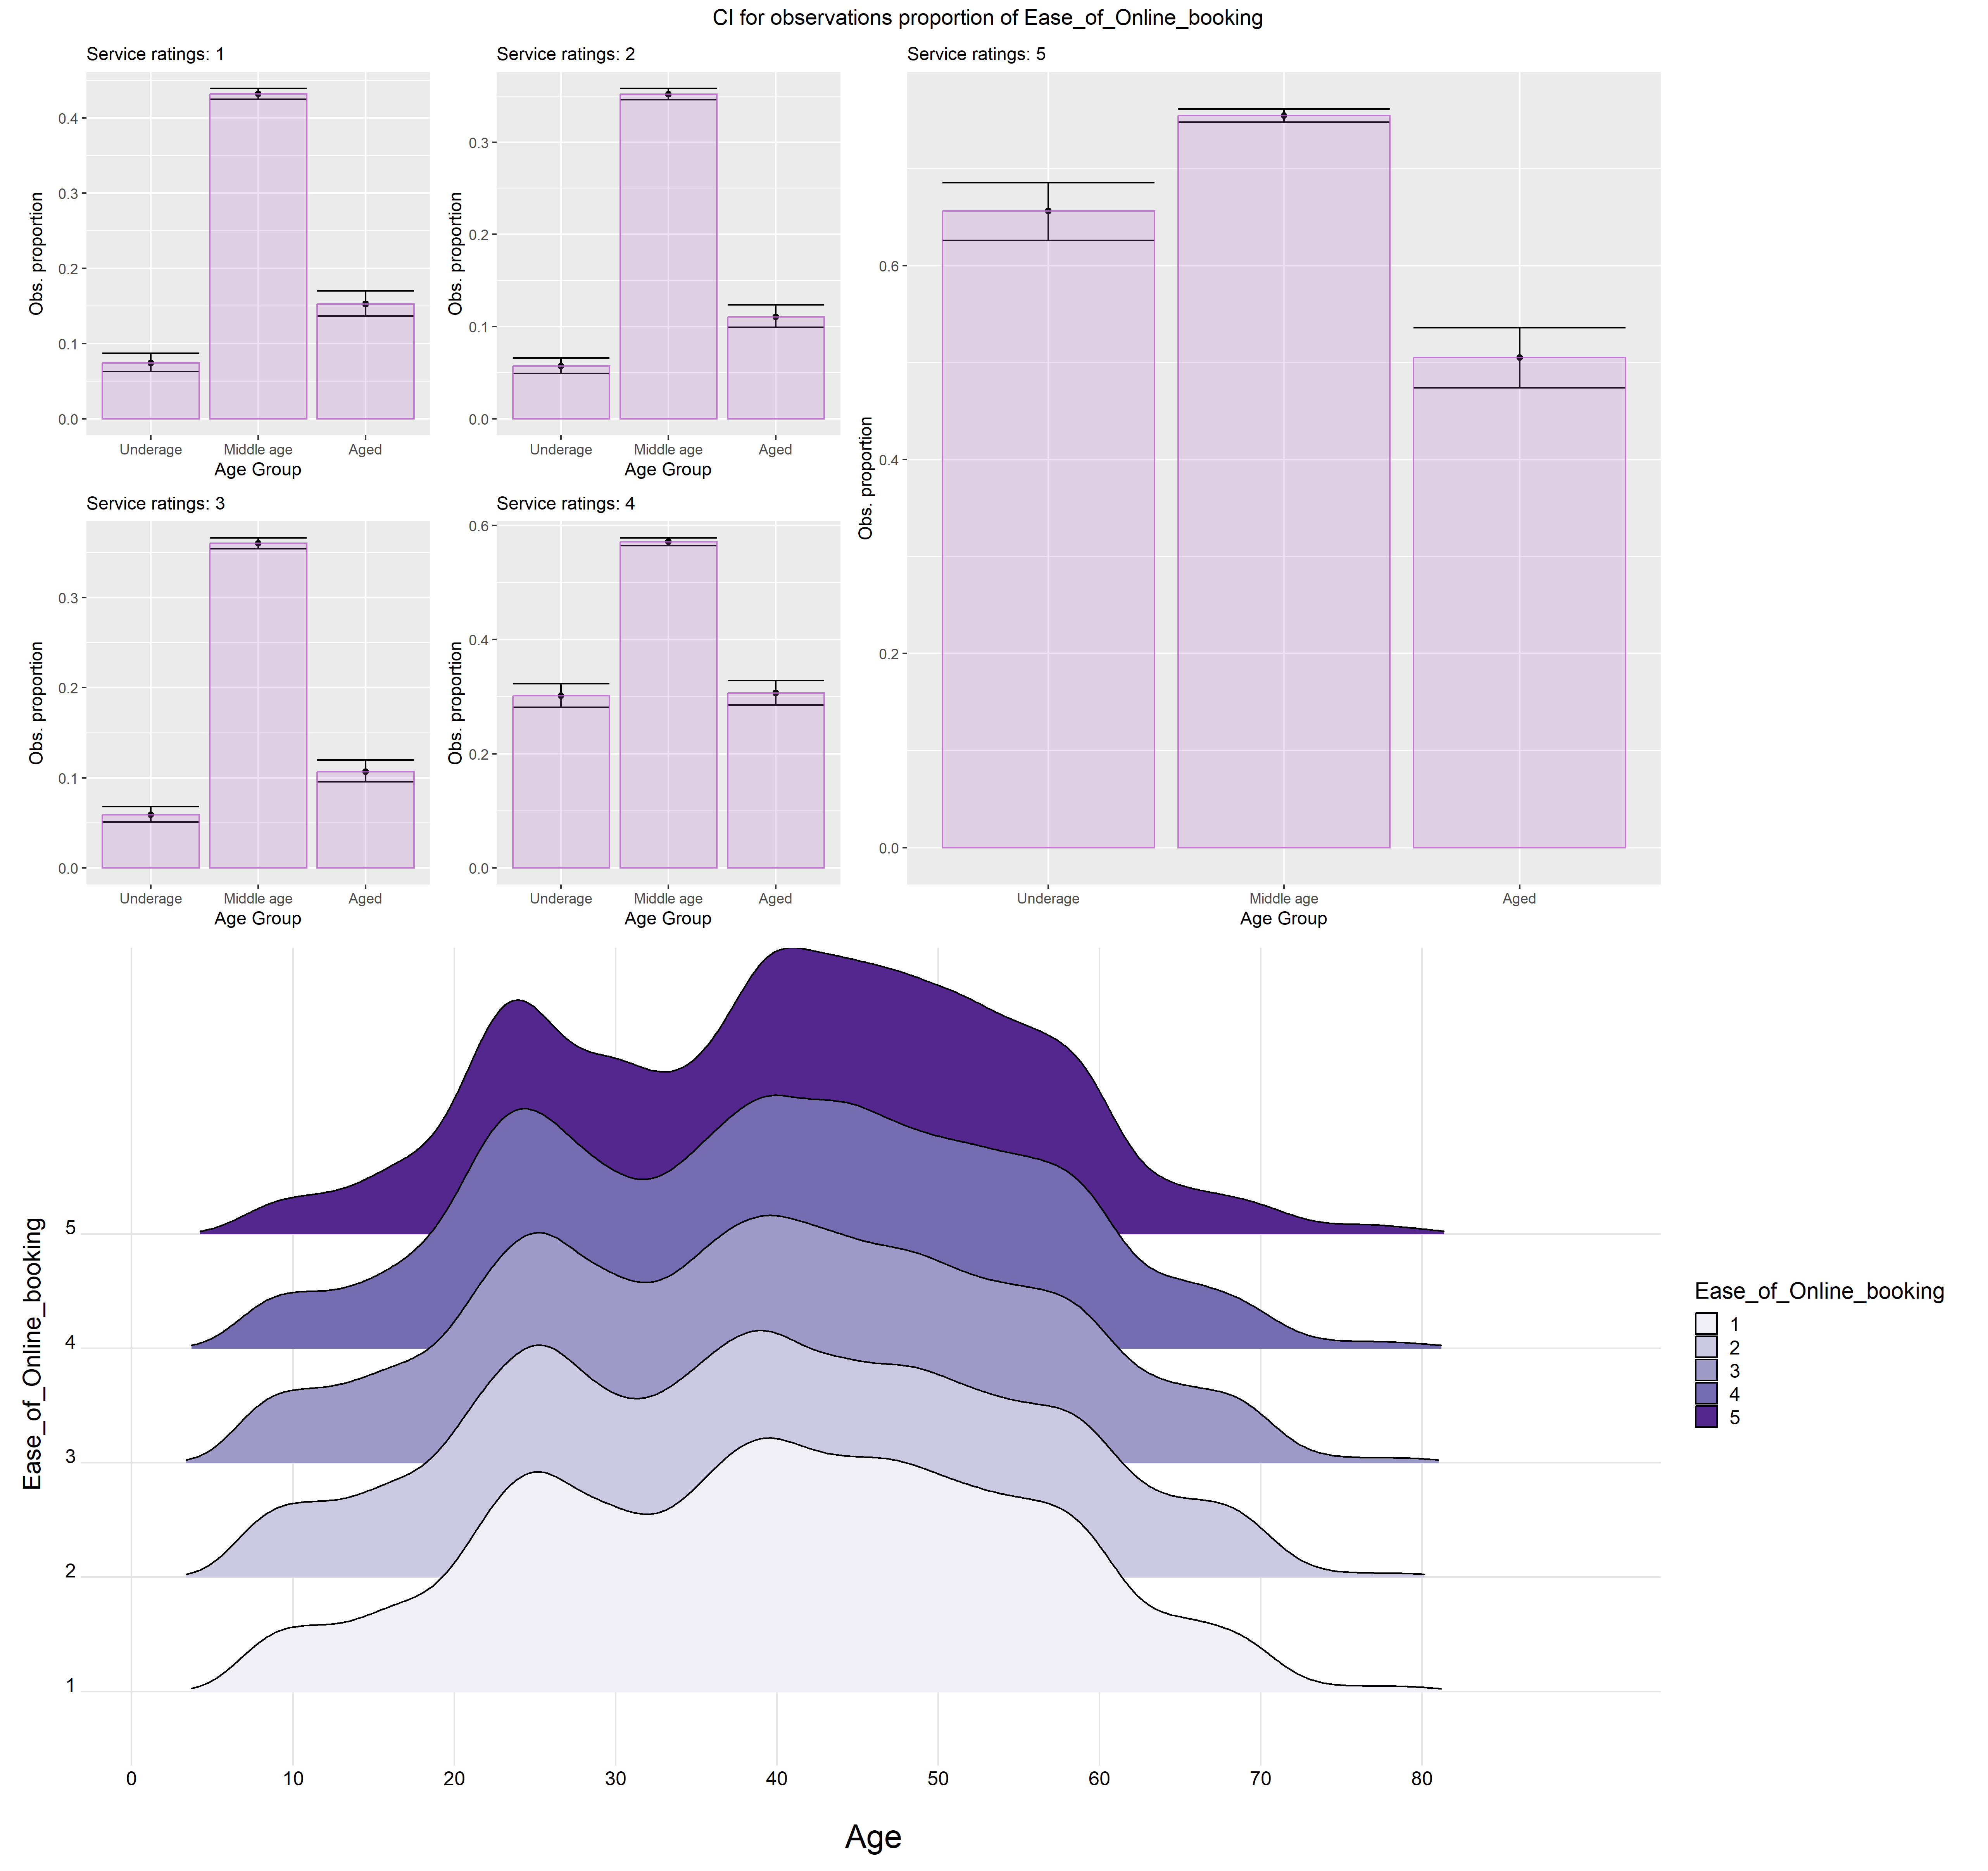 CI for observations proportion of Ease_of_Online_booking
Service ratings: 1
Obs. proportion
0.4
0.3
0.2
0.1
0.0
Underage Middle age Aged
Age Group
Service ratings: 2
Obs. proportion
0.3
0.2
0.1
0.0
Underage Middle age Aged
Age Group
Service ratings: 5
Obs. proportion
0.6
0.4
0.2
0.0
Underage Middle age Aged
Age Group
Service ratings: 3
Obs. proportion
0.3
0.2
0.1
0.0
Underage Middle age Aged
Age Group
Service ratings: 4
Obs. proportion
0.6
0.4
0.2
0.0
Underage Middle age Aged
Age Group
Ease_of_Online_booking
5
4
3
2
1
0 10 20 30 40 50 60 70 80
Age
Ease_of_Online_booking
1
2
3
4
5